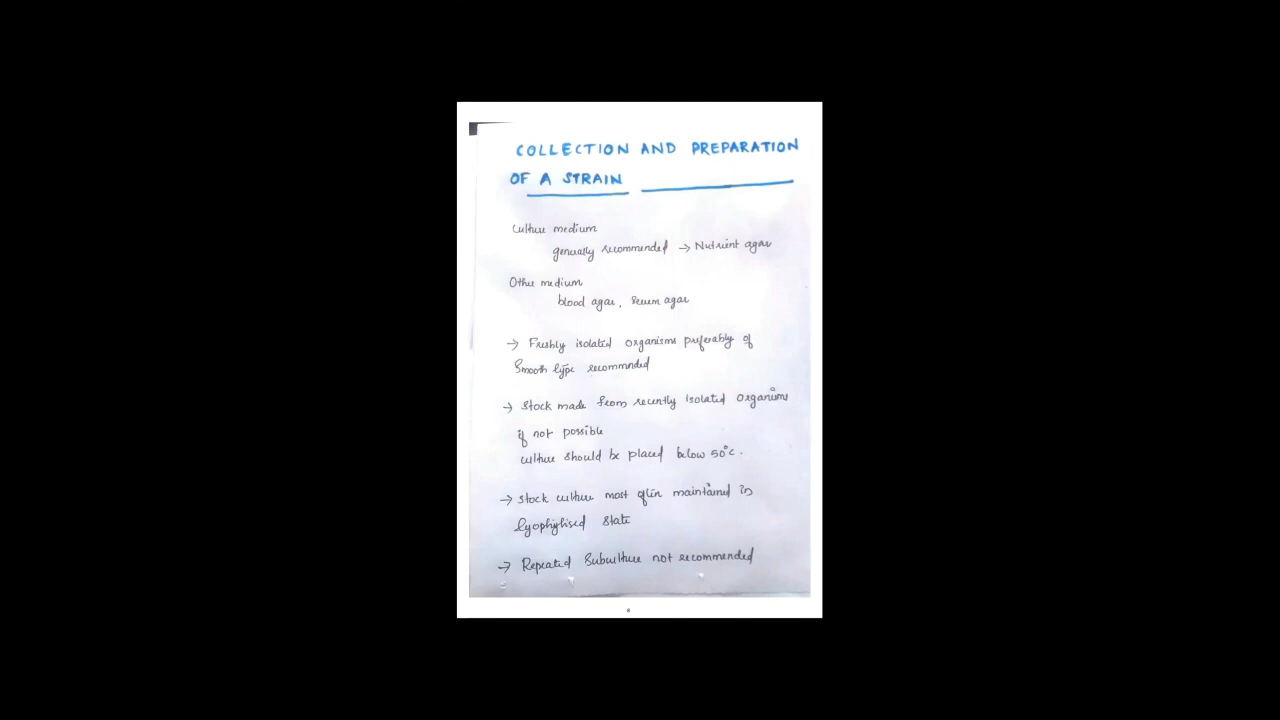 COLLECTION AND PREPARATION
OF A STRAIN
Culture medium
generally recommended → Nutrient agar
Other medium
blood agar, Serum agar
→ Freshly isolated organisms preferably of
Smooth type recommended
→ Stock made from recently isolated organisms
if not possible
culture should be placed below 50°c.
→ Stock culture most often maintained in
lyophylised state
→ Repeated Subculture not recommended